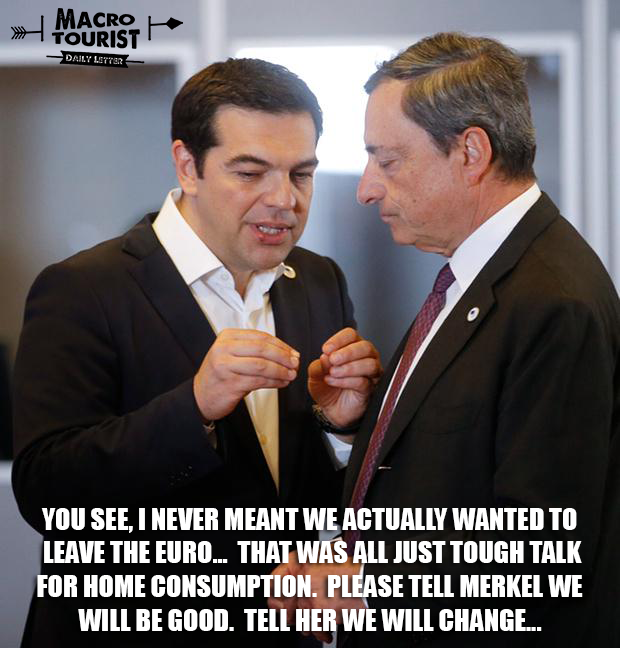 MACRO
TOURIST
DAILY LETTER
YOU SEE, I NEVER MEANT WE ACTUALLY WANTED TO
LEAVE THE EURO... THAT WAS ALL JUST TOUGH TALK
FOR HOME CONSUMPTION. PLEASE TELL MERKEL WE
WILL BE GOOD. TELL HER WE WILL CHANGE...